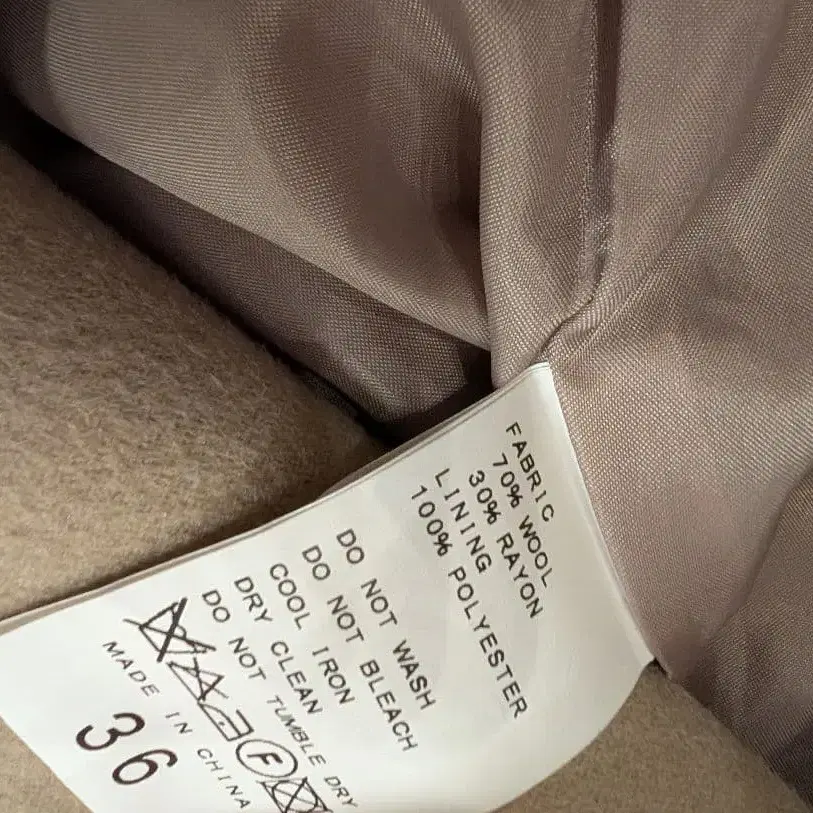 FABRIC
70% WOOL
30% RAYON
LINING
100% POLYESTER
DO NOT WASH
DO NOT BLEACH
COOL IRON
DRY CLEAN
DO NOT TUMBLE DRY
F
MADE IN CHINA
36